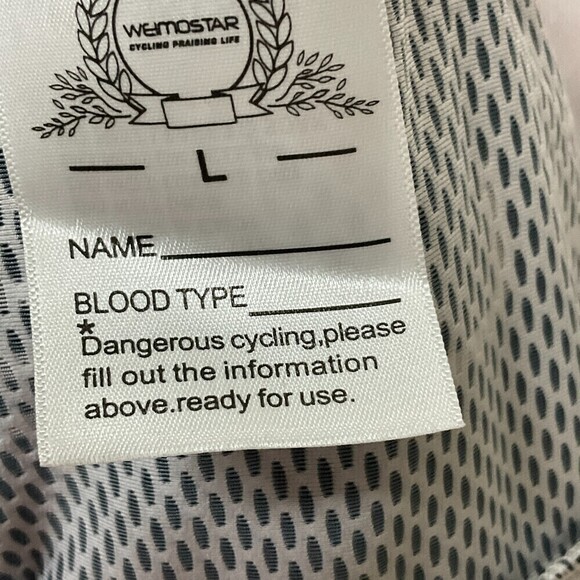 WEIMOSTAR
CYCLING PRAISING LIFE
L
NAME
BLOOD TYPE
*
Dangerous cycling,please
fill out the information
above.ready for use.